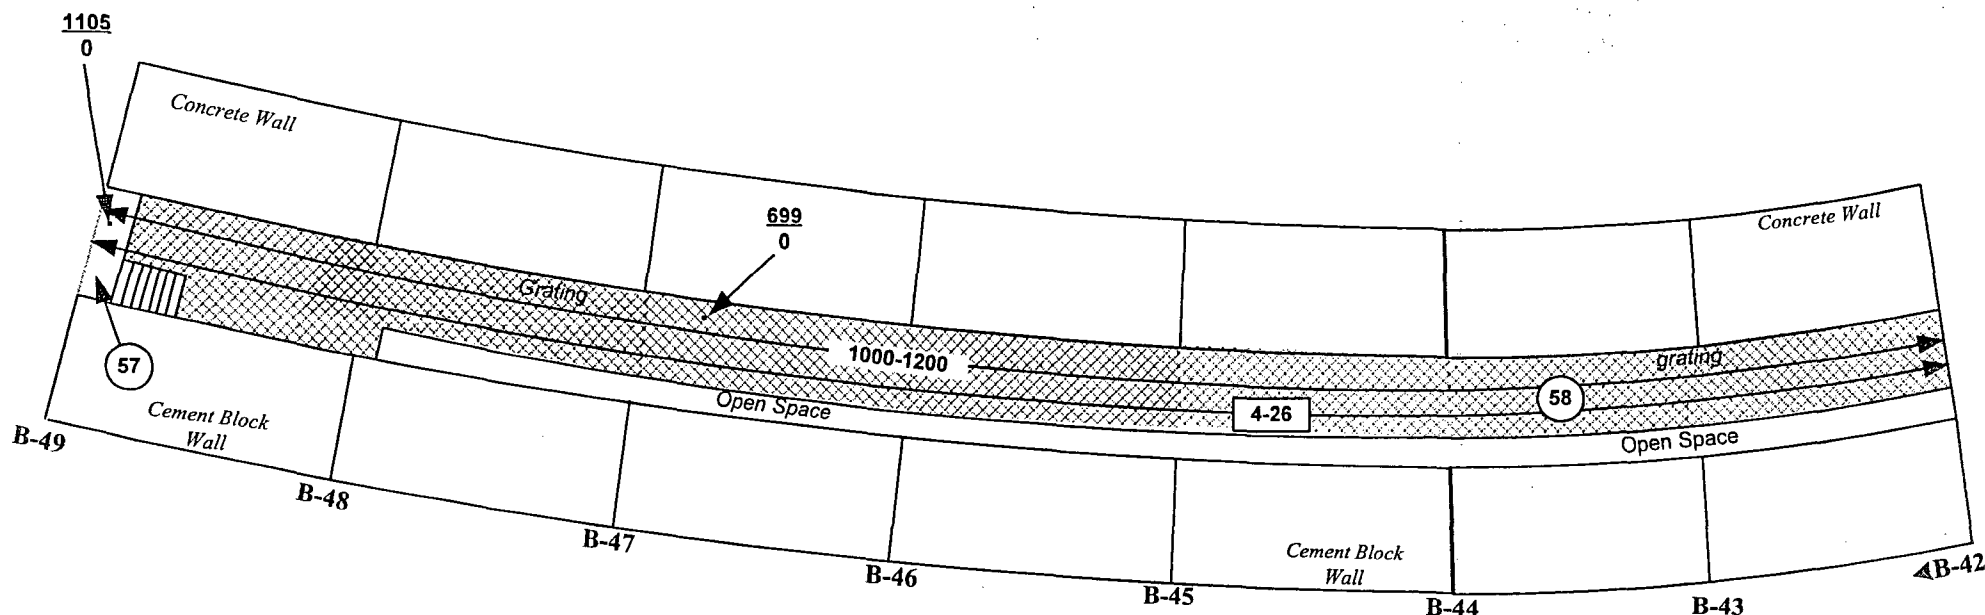 1105
0
Concrete Wall
699
0
Concrete Wall
Grating
1000-1200
grating
57
58
4-26
Open Space
Open Space
Cement Block
Wall
Cement Block
Wall
B-49
B-48
B-47
B-46
B-45
B-44
B-43
B-42